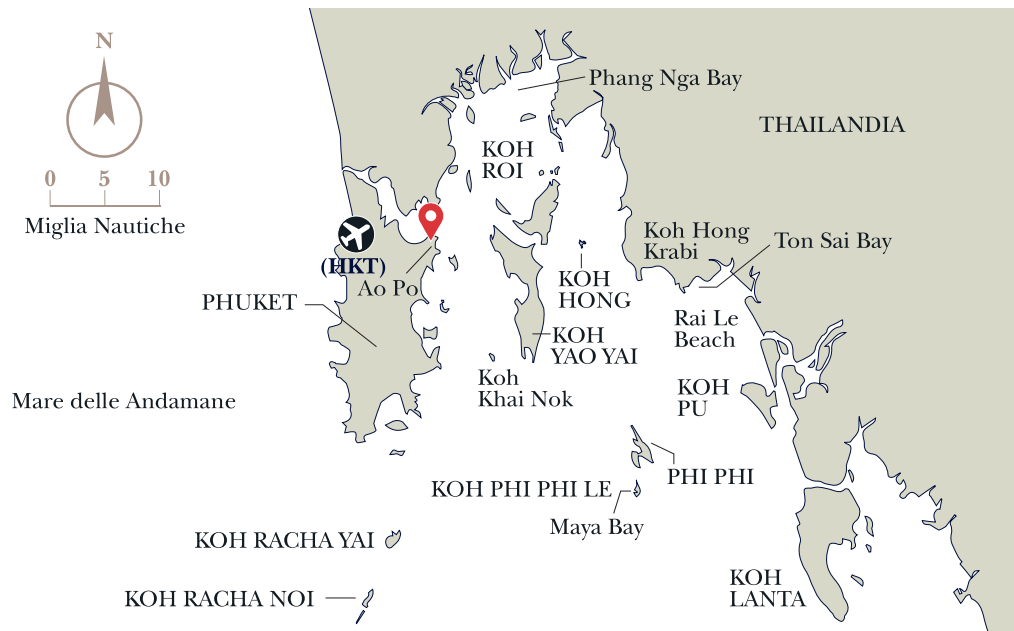 N
0 5 10
Miglia Nautiche
Phang Nga Bay
THAILANDIA
KOH
ROI
(HKT)
Ao Po
PHUKET
Koh Hong
Krabi
Ton Sai Bay
KOH
HONG
Rai Le
Beach
KOH
YAO YAI
Koh
Khai Nok
KOH
PU
Mare delle Andamane
PHI PHI
KOH PHI PHI LE
Maya Bay
KOH RACHA YAI
KOH RACHA NOI
KOH
LANTA